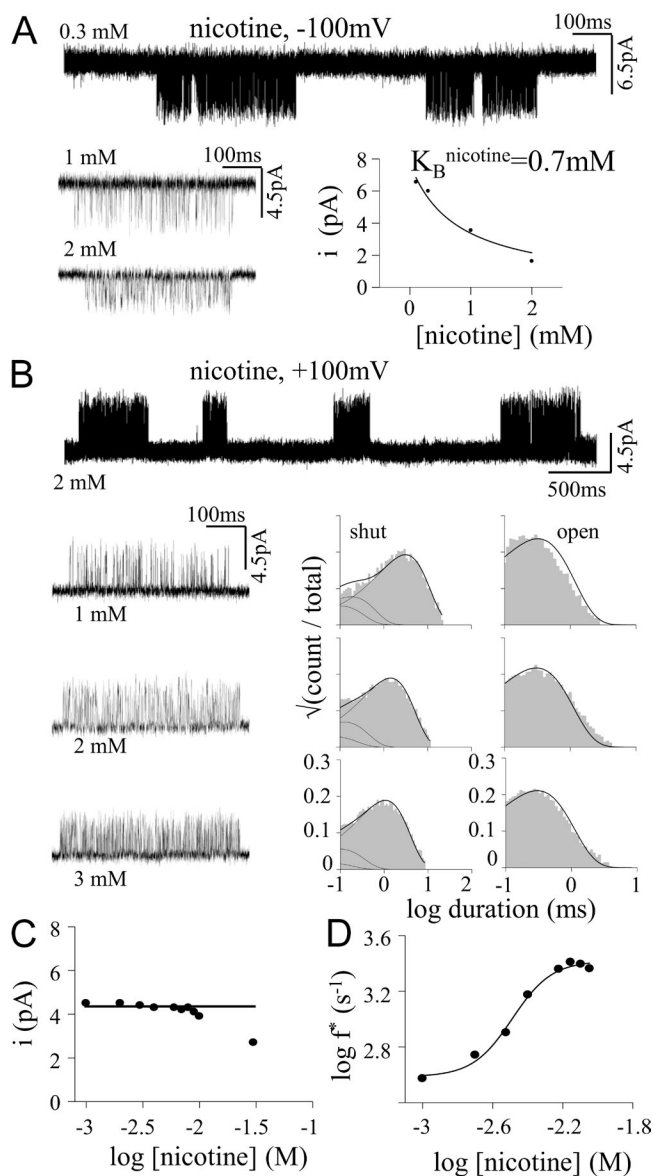 A
0.3 mM
nicotine, -100mV
100ms
6.5pA
1 mM
100ms
4.5pA
2 mM
K_B^nicotine=0.7mM
i (pA)
8
6
4
2
0
0 1 2
[nicotine] (mM)
B
nicotine, +100mV
4.5pA
2 mM
500ms
100ms
4.5pA
1 mM
2 mM
3 mM
shut
open
√(count / total)
0.3
0.2
0.1
0
0.3
0.2
0.1
0
-1 0 1 2
-1 0 1
log duration (ms)
C
i (pA)
8
6
4
2
0
-3 -2.5 -2 -1.5 -1
log [nicotine] (M)
D
log f* (s⁻¹)
3.6
3.2
2.8
-3 -2.6 -2.2 -1.8
log [nicotine] (M)